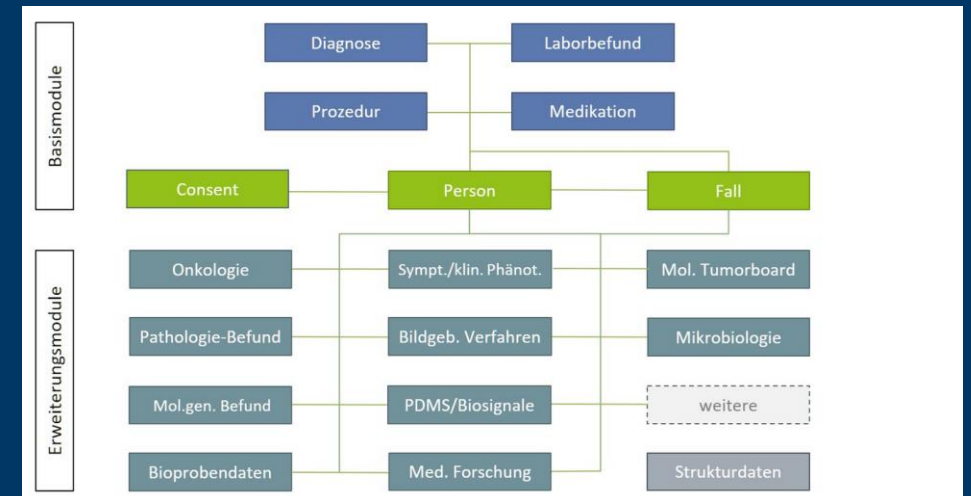 Basismodule
Diagnose
Laborbefund
Prozedur
Medikation
Consent
Person
Fall
Erweiterungsmodule
Onkologie
Sympt./klin. Phänot.
Mol. Tumorboard
Pathologie-Befund
Bildgeb. Verfahren
Mikrobiologie
Mol.gen. Befund
PDMS/Biosignale
weitere
Bioprobendaten
Med. Forschung
Strukturdaten